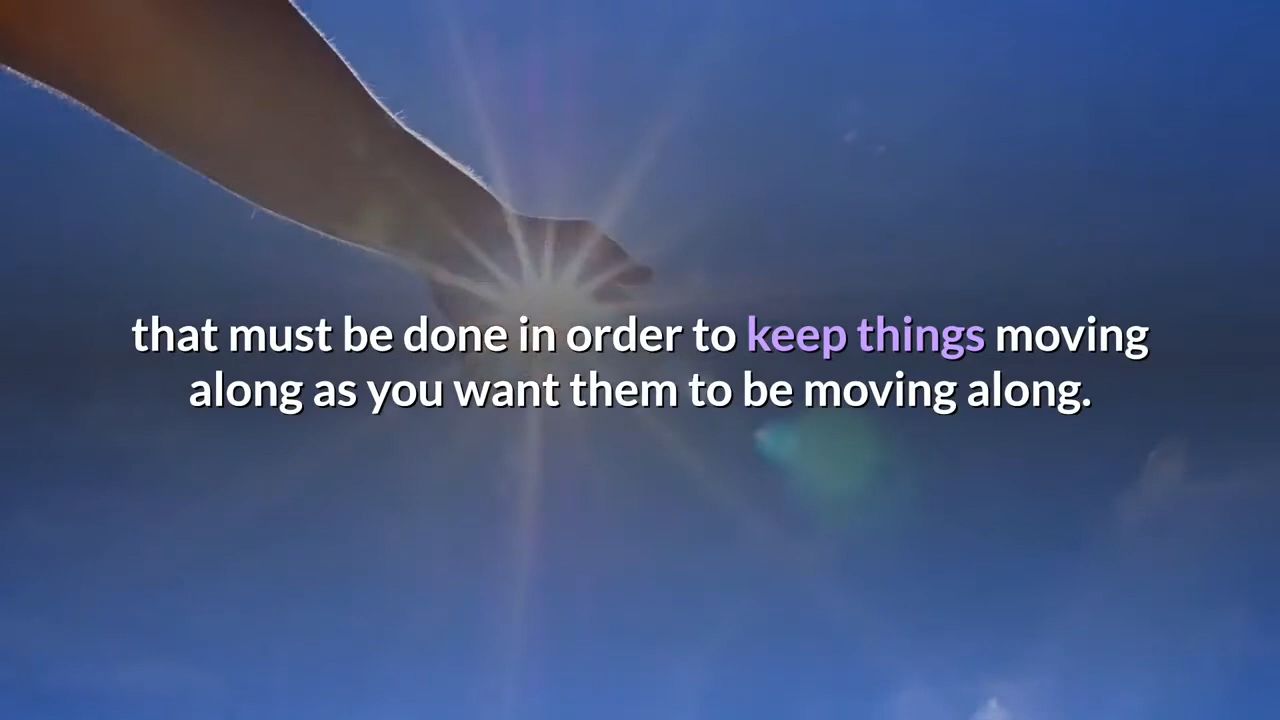 that must be done in order to keep things moving
along as you want them to be moving along.